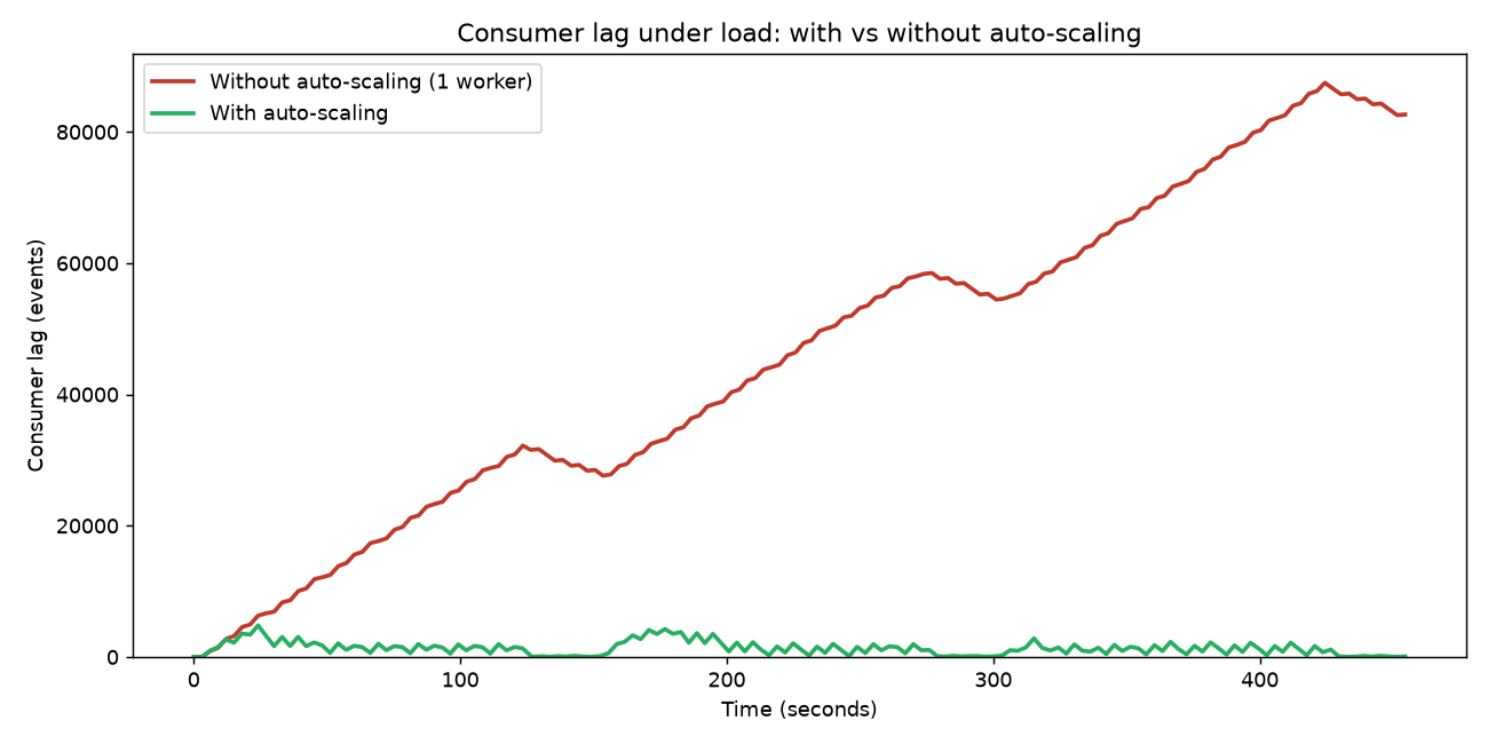 Consumer lag under load: with vs without auto-scaling
Without auto-scaling (1 worker)
With auto-scaling
Consumer lag (events)
80000
60000
40000
20000
0
0 100 200 300 400
Time (seconds)